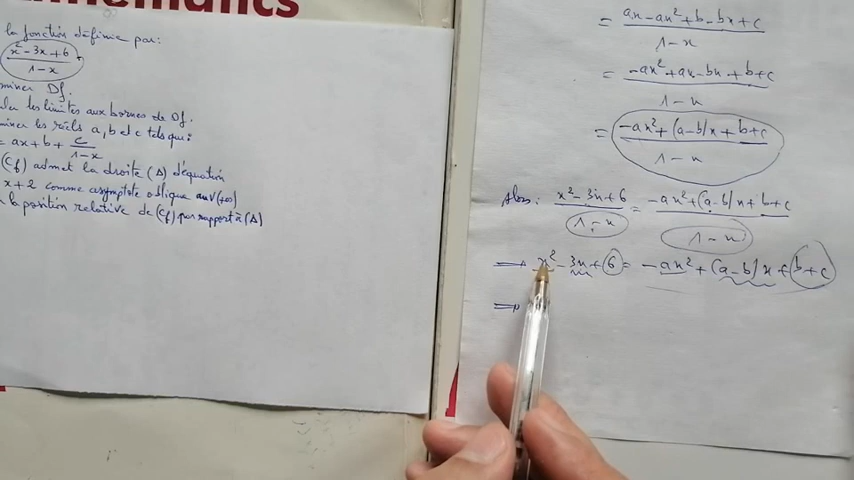 la fonction définie par:
x² - 3x + 6
1 - x
Df.
les limites aux bornes de Df.
les réels a, b et c tels que:
= ax + b + c
1 - x
(Cf) admet la droite (Δ) d'équation
x + 2 comme asymptote oblique au V(+∞)
la position relative de (Cf) par rapport à (Δ)
= ax - ax² + b - bx + c
1 - x
= -ax² + ax - bx + b + c
1 - x
= -ax² + (a-b)x + b + c
1 - x
Alors: x² - 3x + 6 = -ax² + (a-b)x + b + c
1 - x 1 - x
⟹ x² - 3x + 6 = -ax² + (a-b)x + b + c
⟹